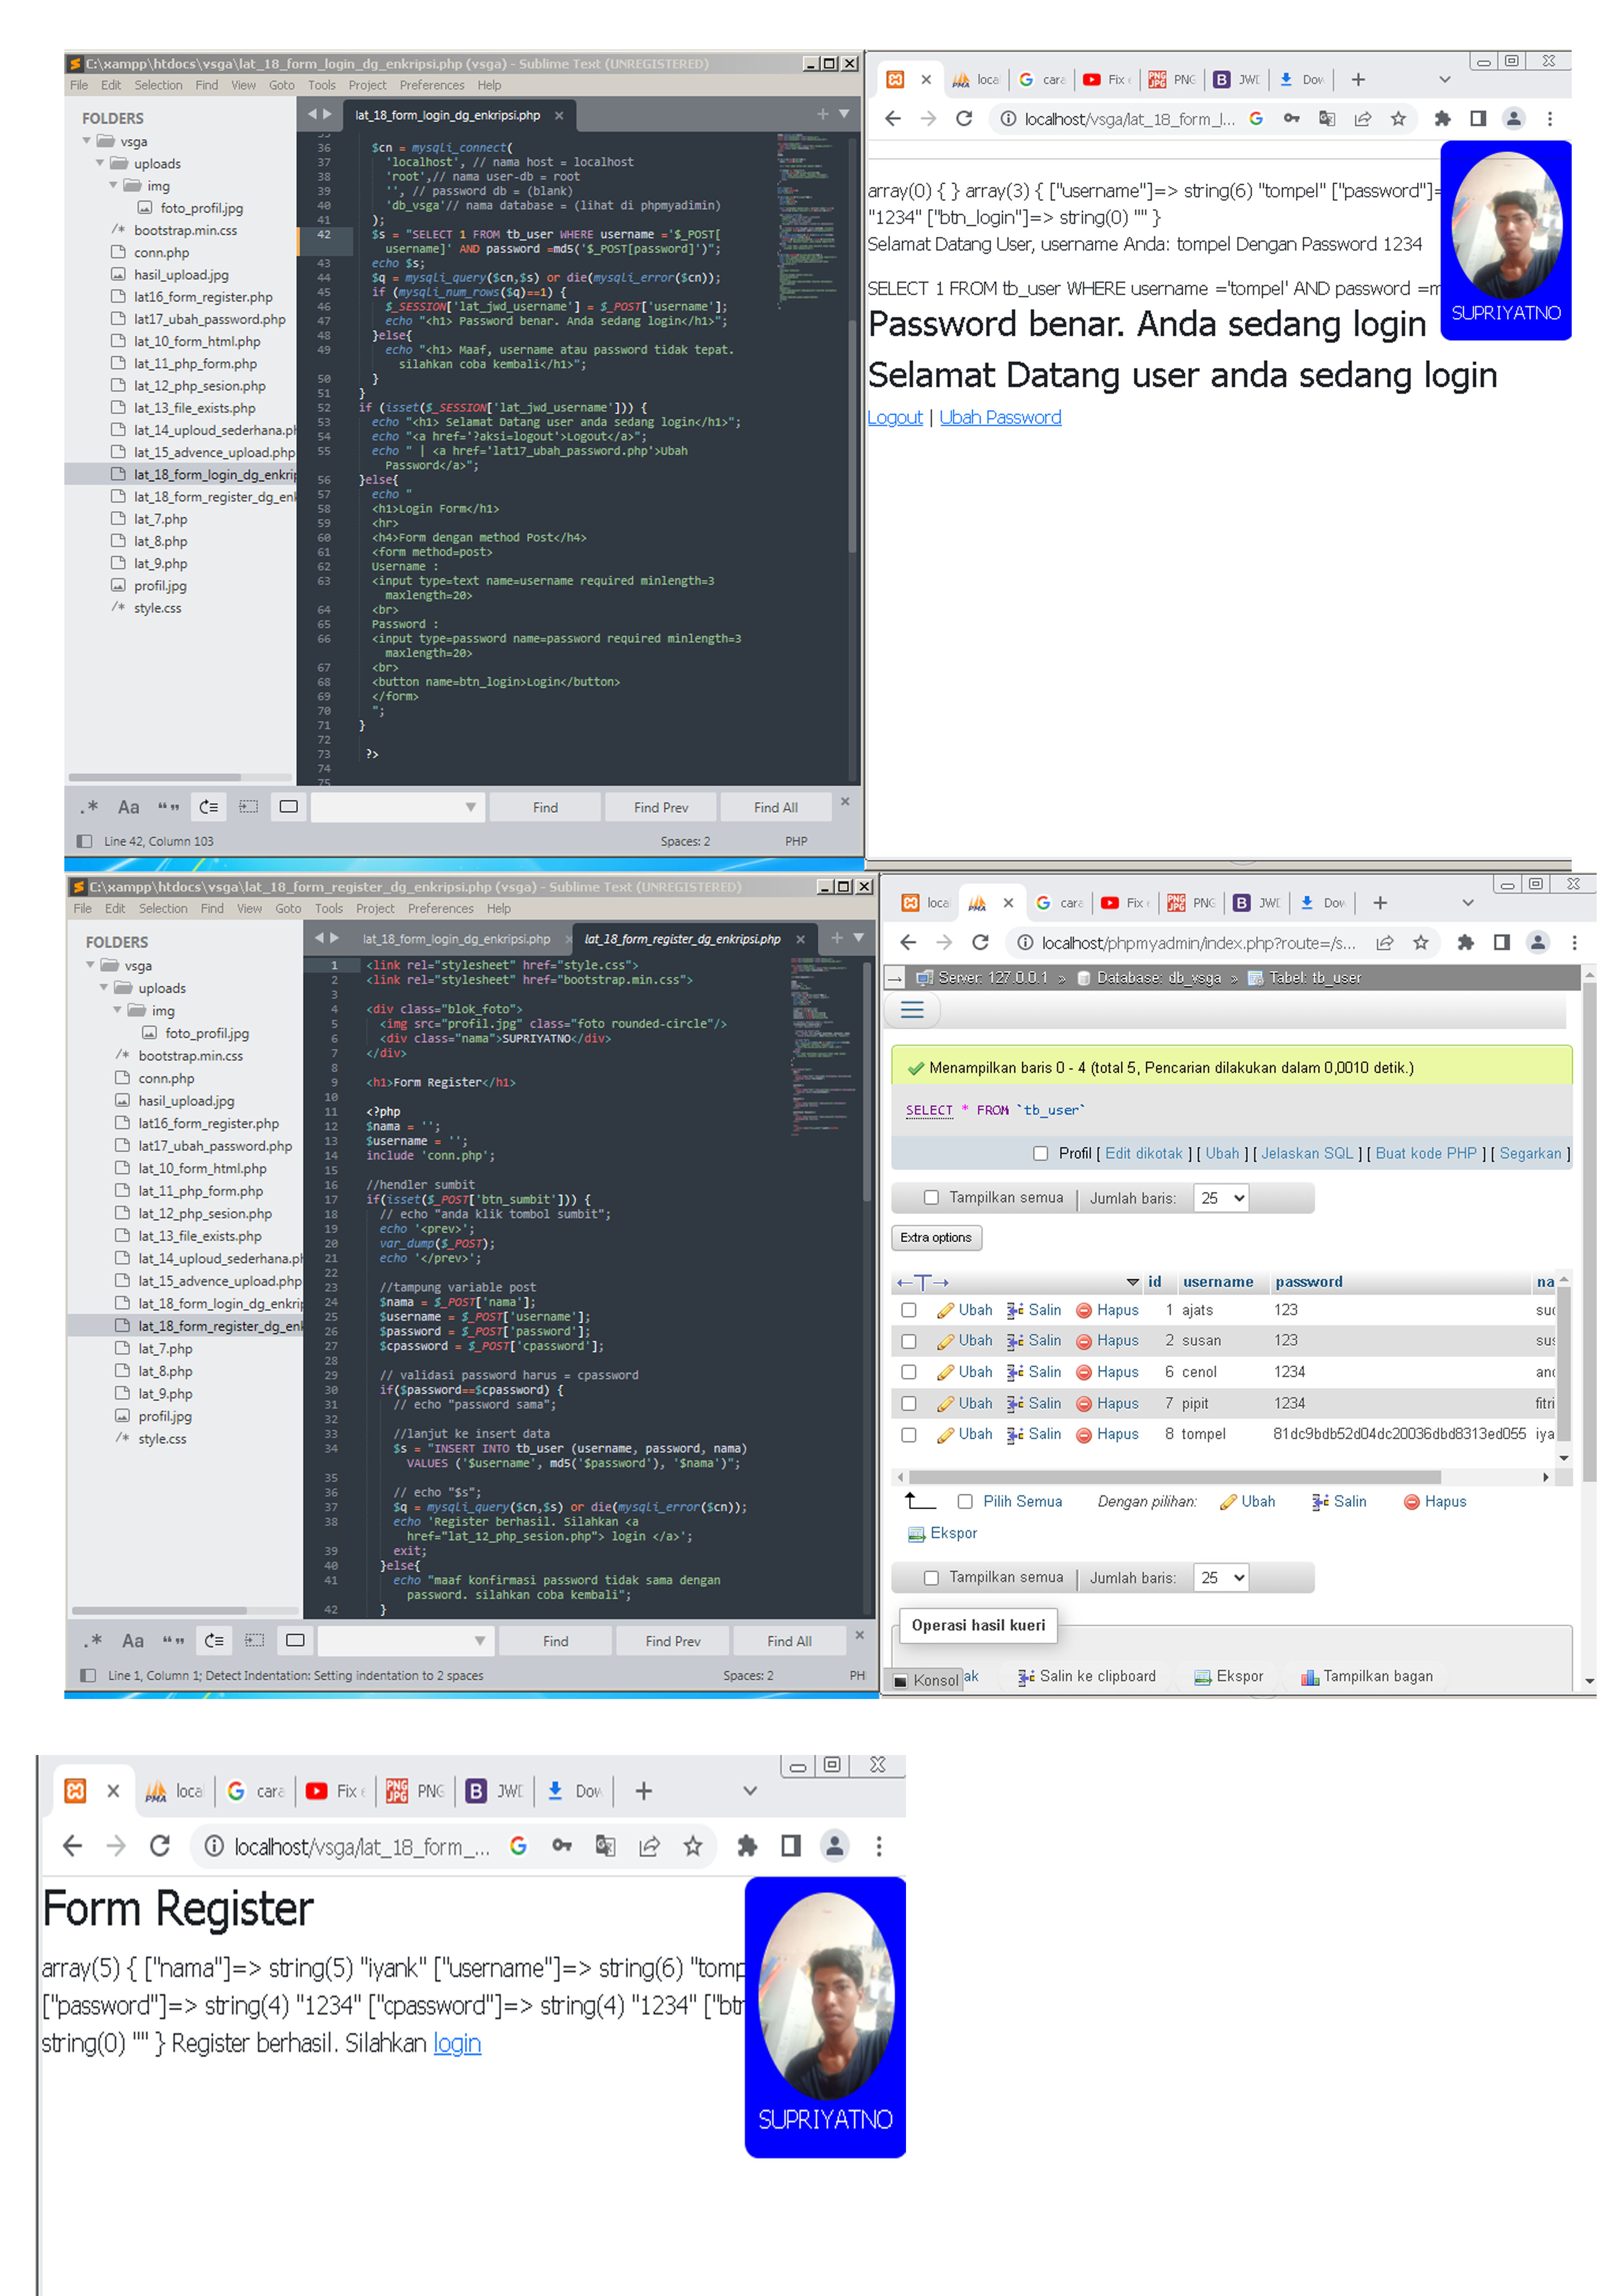 C:\xampp\htdocs\vsga\lat_18_form_login_dg_enkripsi.php (vsga) - Sublime Text (UNREGISTERED)
File Edit Selection Find View Goto Tools Project Preferences Help
FOLDERS
vsga
uploads
img
foto_profil.jpg
/* bootstrap.min.css
conn.php
hasil_upload.jpg
lat16_form_register.php
lat17_ubah_password.php
lat_10_form_html.php
lat_11_php_form.php
lat_12_php_sesion.php
lat_13_file_exists.php
lat_14_uploud_sederhana.ph
lat_15_advence_upload.php
lat_18_form_login_dg_enkrip
lat_18_form_register_dg_enk
lat_7.php
lat_8.php
lat_9.php
profil.jpg
/* style.css
lat_18_form_login_dg_enkripsi.php
35
36 $cn = mysqli_connect(
37 'localhost', // nama host = localhost
38 'root',// nama user-db = root
39 '', // password db = (blank)
40 'db_vsga'// nama database = (lihat di phpmyadimin)
41 );
42 $s = "SELECT 1 FROM tb_user WHERE username ='$_POST[
username]' AND password =md5('$_POST[password]')";
43 echo $s;
44 $q = mysqli_query($cn,$s) or die(mysqli_error($cn));
45 if (mysqli_num_rows($q)==1) {
46 $_SESSION['lat_jwd_username'] = $_POST['username'];
47 echo "<h1> Password benar. Anda sedang login</h1>";
48 }else{
49 echo "<h1> Maaf, username atau password tidak tepat.
silahkan coba kembali</h1>";
50 }
51 }
52 if (isset($_SESSION['lat_jwd_username'])) {
53 echo "<h1> Selamat Datang user anda sedang login</h1>";
54 echo "<a href='?aksi=logout'>Logout</a>";
55 echo " | <a href='lat17_ubah_password.php'>Ubah
Password</a>";
56 }else{
57 echo "
58 <h1>Login Form</h1>
59 <hr>
60 <h4>Form dengan method Post</h4>
61 <form method=post>
62 Username :
63 <input type=text name=username required minlength=3
maxlength=20>
64 <br>
65 Password :
66 <input type=password name=password required minlength=3
maxlength=20>
67 <br>
68 <button name=btn_login>Login</button>
69 </form>
70 ";
71 }
72
73 ?>
74
75
.* Aa “” Find Find Prev Find All
Line 42, Column 103 Spaces: 2 PHP
loca cara Fix PNG JWD Dow
localhost/vsga/lat_18_form_l...
array(0) { } array(3) { ["username"]=> string(6) "tompel" ["password"]=
"1234" ["btn_login"]=> string(0) "" }
Selamat Datang User, username Anda: tompel Dengan Password 1234
SELECT 1 FROM tb_user WHERE username ='tompel' AND password =m
Password benar. Anda sedang login
Selamat Datang user anda sedang login
Logout | Ubah Password
SUPRIYATNO
C:\xampp\htdocs\vsga\lat_18_form_register_dg_enkripsi.php (vsga) - Sublime Text (UNREGISTERED)
File Edit Selection Find View Goto Tools Project Preferences Help
FOLDERS
vsga
uploads
img
foto_profil.jpg
/* bootstrap.min.css
conn.php
hasil_upload.jpg
lat16_form_register.php
lat17_ubah_password.php
lat_10_form_html.php
lat_11_php_form.php
lat_12_php_sesion.php
lat_13_file_exists.php
lat_14_uploud_sederhana.ph
lat_15_advence_upload.php
lat_18_form_login_dg_enkrip
lat_18_form_register_dg_enk
lat_7.php
lat_8.php
lat_9.php
profil.jpg
/* style.css
lat_18_form_login_dg_enkripsi.php lat_18_form_register_dg_enkripsi.php
1 <link rel="stylesheet" href="style.css">
2 <link rel="stylesheet" href="bootstrap.min.css">
3
4 <div class="blok_foto">
5 <img src="profil.jpg" class="foto rounded-circle"/>
6 <div class="nama">SUPRIYATNO</div>
7 </div>
8
9 <h1>Form Register</h1>
10
11 <?php
12 $nama = '';
13 $username = '';
14 include 'conn.php';
15
16 //hendler sumbit
17 if(isset($_POST['btn_sumbit'])) {
18 // echo "anda klik tombol sumbit";
19 echo '<prev>';
20 var_dump($_POST);
21 echo '</prev>';
22
23 //tampung variable post
24 $nama = $_POST['nama'];
25 $username = $_POST['username'];
26 $password = $_POST['password'];
27 $cpassword = $_POST['cpassword'];
28
29 // validasi password harus = cpassword
30 if($password==$cpassword) {
31 // echo "password sama";
32
33 //lanjut ke insert data
34 $s = "INSERT INTO tb_user (username, password, nama)
VALUES ('$username', md5('$password'), '$nama')";
35
36 // echo "$s";
37 $q = mysqli_query($cn,$s) or die(mysqli_error($cn));
38 echo 'Register berhasil. Silahkan <a
href="lat_12_php_sesion.php"> login </a>';
39 exit;
40 }else{
41 echo "maaf konfirmasi password tidak sama dengan
password. silahkan coba kembali";
42 }
.* Aa “” Find Find Prev Find All
Line 1, Column 1; Detect Indentation: Setting indentation to 2 spaces Spaces: 2 PH
loca PMA cara Fix PNG JWD Dow
localhost/phpmyadmin/index.php?route=/s...
Server: 127.0.0.1 » Database: db_vsga » Tabel: tb_user
Menampilkan baris 0 - 4 (total 5, Pencarian dilakukan dalam 0,0010 detik.)
SELECT * FROM `tb_user`
Profil [ Edit dikotak ] [ Ubah ] [ Jelaskan SQL ] [ Buat kode PHP ] [ Segarkan ]
Tampilkan semua | Jumlah baris: 25
Extra options
←T→ id username password na
Ubah Salin Hapus 1 ajats 123
Ubah Salin Hapus 2 susan 123 sus
Ubah Salin Hapus 6 cenol 1234
Ubah Salin Hapus 7 pipit 1234 fitri
Ubah Salin Hapus 8 tompel 81dc9bdb52d04dc20036dbd8313ed055 iya
Pilih Semua Dengan pilihan: Ubah Salin Hapus
Ekspor
Tampilkan semua | Jumlah baris: 25
Operasi hasil kueri
Konsol ak Salin ke clipboard Ekspor Tampilkan bagan
PMA loca cara Fix PNG JPG PNG JWD Dow
localhost/vsga/lat_18_form_...
Form Register
array(5) { ["nama"]=> string(5) "iyank" ["username"]=> string(6) "tomp
["password"]=> string(4) "1234" ["cpassword"]=> string(4) "1234" ["btn
string(0) "" } Register berhasil. Silahkan login
SUPRIYATNO